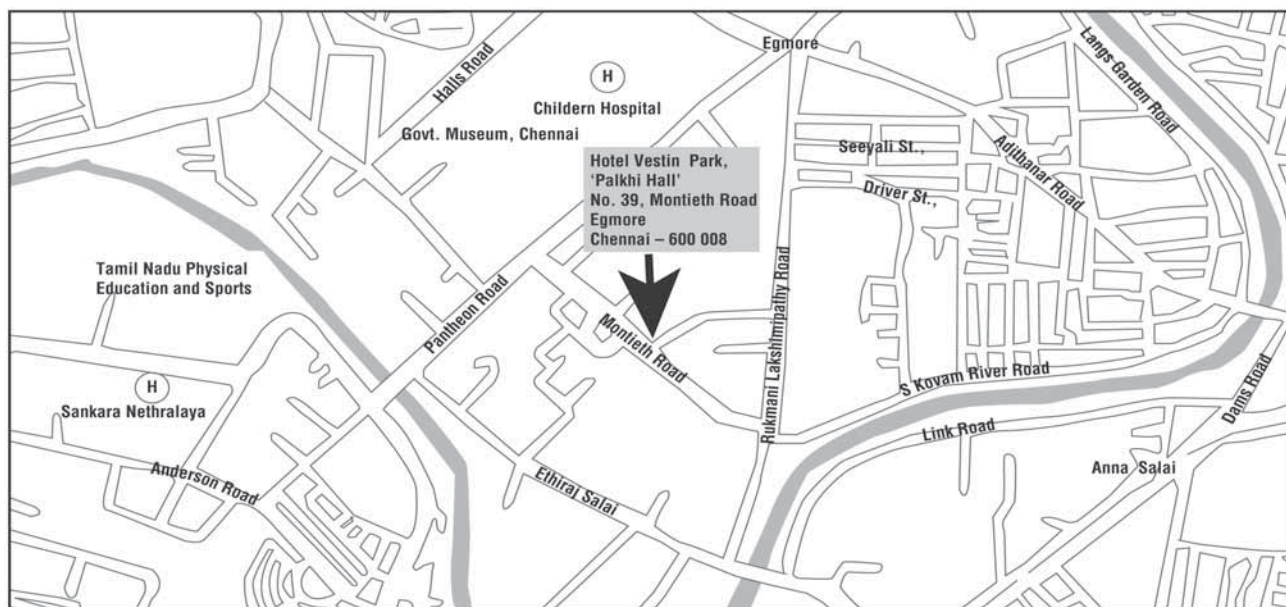 Egmore
Langs Garden Road
Halls Road
H
Childern Hospital
Govt. Museum, Chennai
Seeyali St.,
Adithanar Road
Hotel Vestin Park,
'Palkhi Hall'
No. 39, Montieth Road
Egmore
Chennai – 600 008
Driver St.,
Tamil Nadu Physical
Education and Sports
Pantheon Road
Montieth Road
Rukmani Lakshimipathy Road
H
Sankara Nethralaya
S Kovam River Road
Dams Road
Link Road
Anderson Road
Ethiraj Salai
Anna Salai